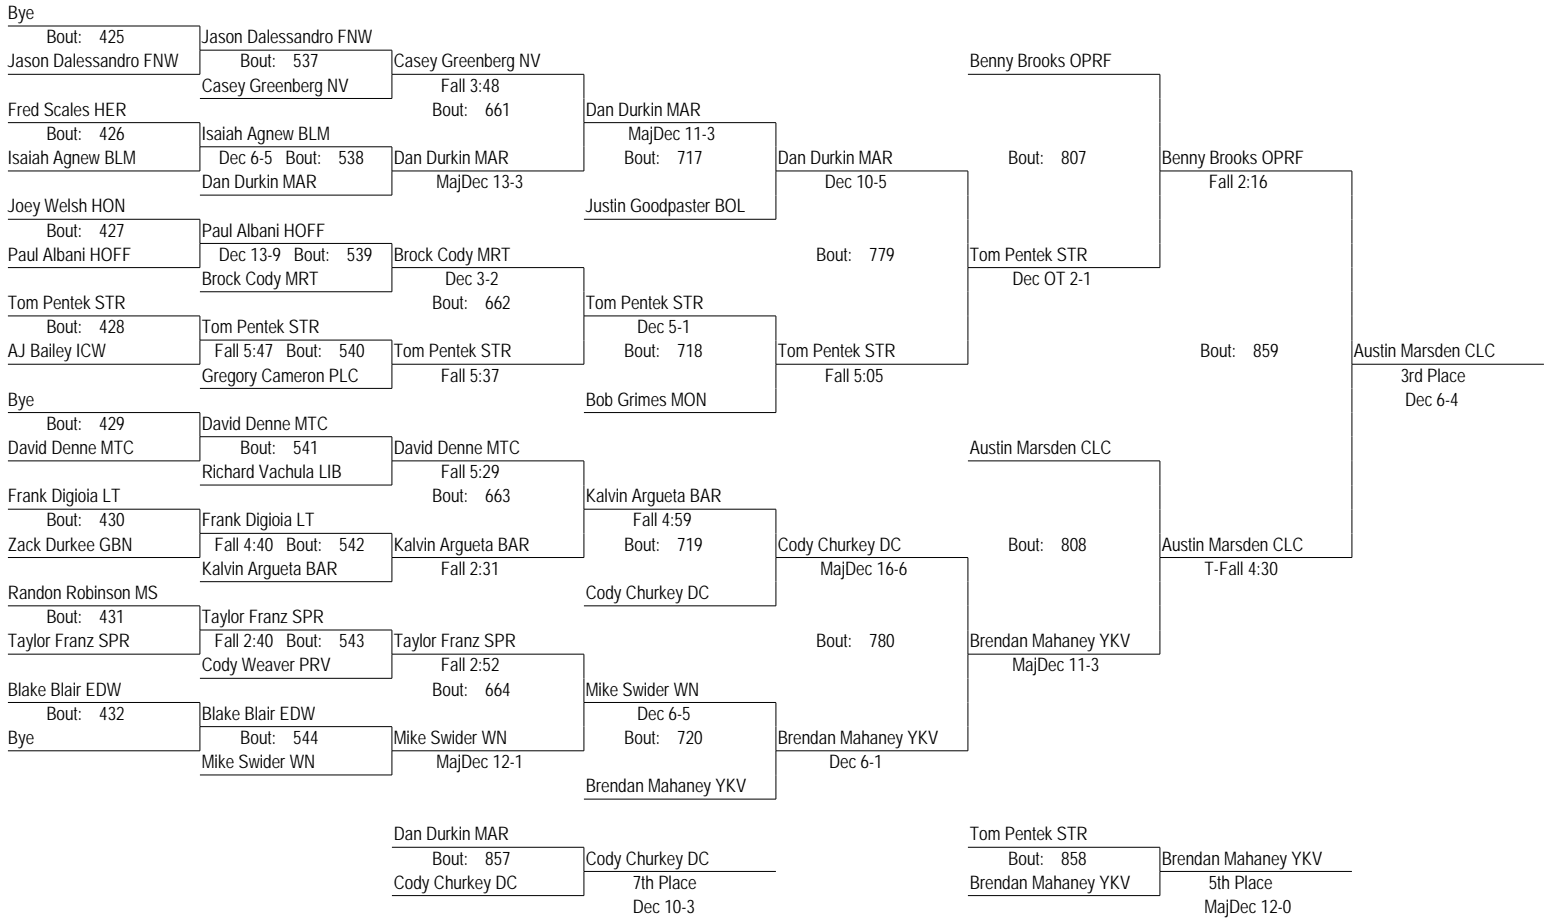 Bye
Bout: 425
Jason Dalessandro FNW
Jason Dalessandro FNW
Bout: 537
Casey Greenberg NV
Casey Greenberg NV
Fall 3:48
Bout: 661
Benny Brooks OPRF
Fred Scales HER
Bout: 426
Isaiah Agnew BLM
Isaiah Agnew BLM
Dec 6-5 Bout: 538
Dan Durkin MAR
Dan Durkin MAR
MajDec 13-3
Dan Durkin MAR
MajDec 11-3
Bout: 717
Justin Goodpaster BOL
Dan Durkin MAR
Dec 10-5
Bout: 807
Benny Brooks OPRF
Fall 2:16
Joey Welsh HON
Bout: 427
Paul Albani HOFF
Paul Albani HOFF
Dec 13-9 Bout: 539
Brock Cody MRT
Brock Cody MRT
Dec 3-2
Bout: 662
Bout: 779
Tom Pentek STR
Dec OT 2-1
Tom Pentek STR
Bout: 428
AJ Bailey ICW
Tom Pentek STR
Fall 5:47 Bout: 540
Gregory Cameron PLC
Tom Pentek STR
Fall 5:37
Tom Pentek STR
Dec 5-1
Bout: 718
Bob Grimes MON
Tom Pentek STR
Fall 5:05
Bout: 859
Austin Marsden CLC
3rd Place
Dec 6-4
Bye
Bout: 429
David Denne MTC
David Denne MTC
Bout: 541
Richard Vachula LIB
David Denne MTC
Fall 5:29
Bout: 663
Austin Marsden CLC
Frank Digioia LT
Bout: 430
Zack Durkee GBN
Frank Digioia LT
Fall 4:40 Bout: 542
Kalvin Argueta BAR
Kalvin Argueta BAR
Fall 2:31
Kalvin Argueta BAR
Fall 4:59
Bout: 719
Cody Churkey DC
Cody Churkey DC
MajDec 16-6
Bout: 808
Austin Marsden CLC
T-Fall 4:30
Randon Robinson MS
Bout: 431
Taylor Franz SPR
Taylor Franz SPR
Fall 2:40 Bout: 543
Cody Weaver PRV
Taylor Franz SPR
Fall 2:52
Bout: 664
Bout: 780
Brendan Mahaney YKV
MajDec 11-3
Blake Blair EDW
Bout: 432
Bye
Blake Blair EDW
Bout: 544
Mike Swider WN
Mike Swider WN
MajDec 12-1
Mike Swider WN
Dec 6-5
Bout: 720
Brendan Mahaney YKV
Brendan Mahaney YKV
Dec 6-1
Dan Durkin MAR
Bout: 857
Cody Churkey DC
Cody Churkey DC
7th Place
Dec 10-3
Tom Pentek STR
Bout: 858
Brendan Mahaney YKV
Brendan Mahaney YKV
5th Place
MajDec 12-0